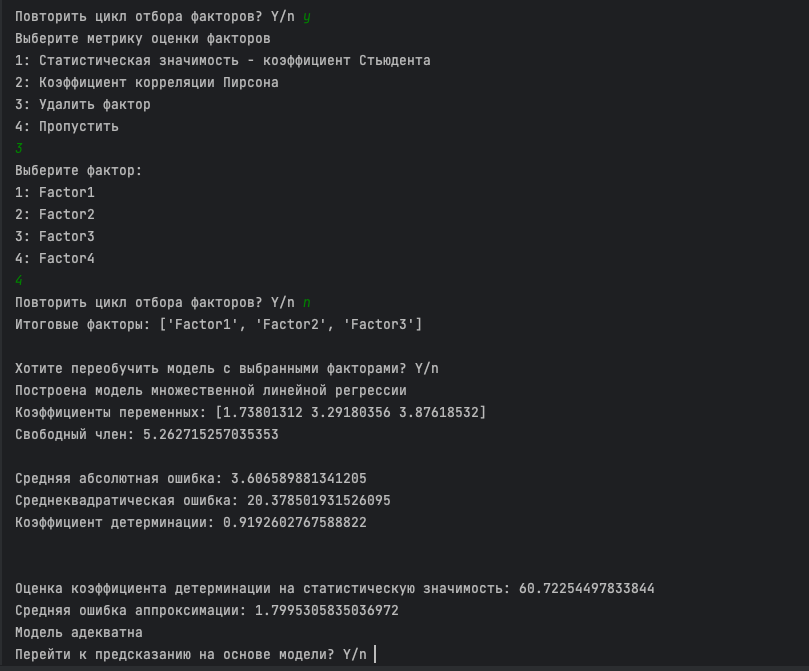 Повторить цикл отбора факторов? Y/n y
Выберите метрику оценки факторов
1: Статистическая значимость - коэффициент Стьюдента
2: Коэффициент корреляции Пирсона
3: Удалить фактор
4: Пропустить
3
Выберите фактор:
1: Factor1
2: Factor2
3: Factor3
4: Factor4
4
Повторить цикл отбора факторов? Y/n n
Итоговые факторы: ['Factor1', 'Factor2', 'Factor3']
Хотите переобучить модель с выбранными факторами? Y/n
Построена модель множественной линейной регрессии
Коэффициенты переменных: [1.73801312 3.29180356 3.87618532]
Свободный член: 5.262715257035353
Средняя абсолютная ошибка: 3.606589881341205
Среднеквадратическая ошибка: 20.378501931526095
Коэффициент детерминации: 0.9192602767588822
Оценка коэффициента детерминации на статистическую значимость: 60.72254497833844
Средняя ошибка аппроксимации: 1.7995305835036972
Модель адекватна
Перейти к предсказанию на основе модели? Y/n